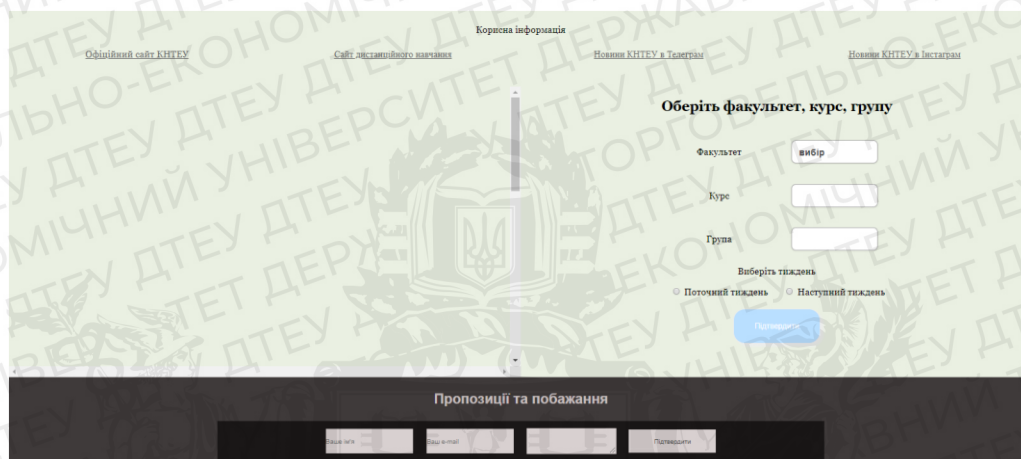 Корисна інформація
Офіційний сайт КНТЕУ Сайт дистанційного навчання Новини КНТЕУ в Телеграм Новини КНТЕУ в Інстаграм
Оберіть факультет, курс, групу
Факультет вибір
Курс
Група
Виберіть тиждень
Поточний тиждень Наступний тиждень
Підтвердити
Пропозиції та побажання
Ваше ім'я Ваш e-mail Підтвердити